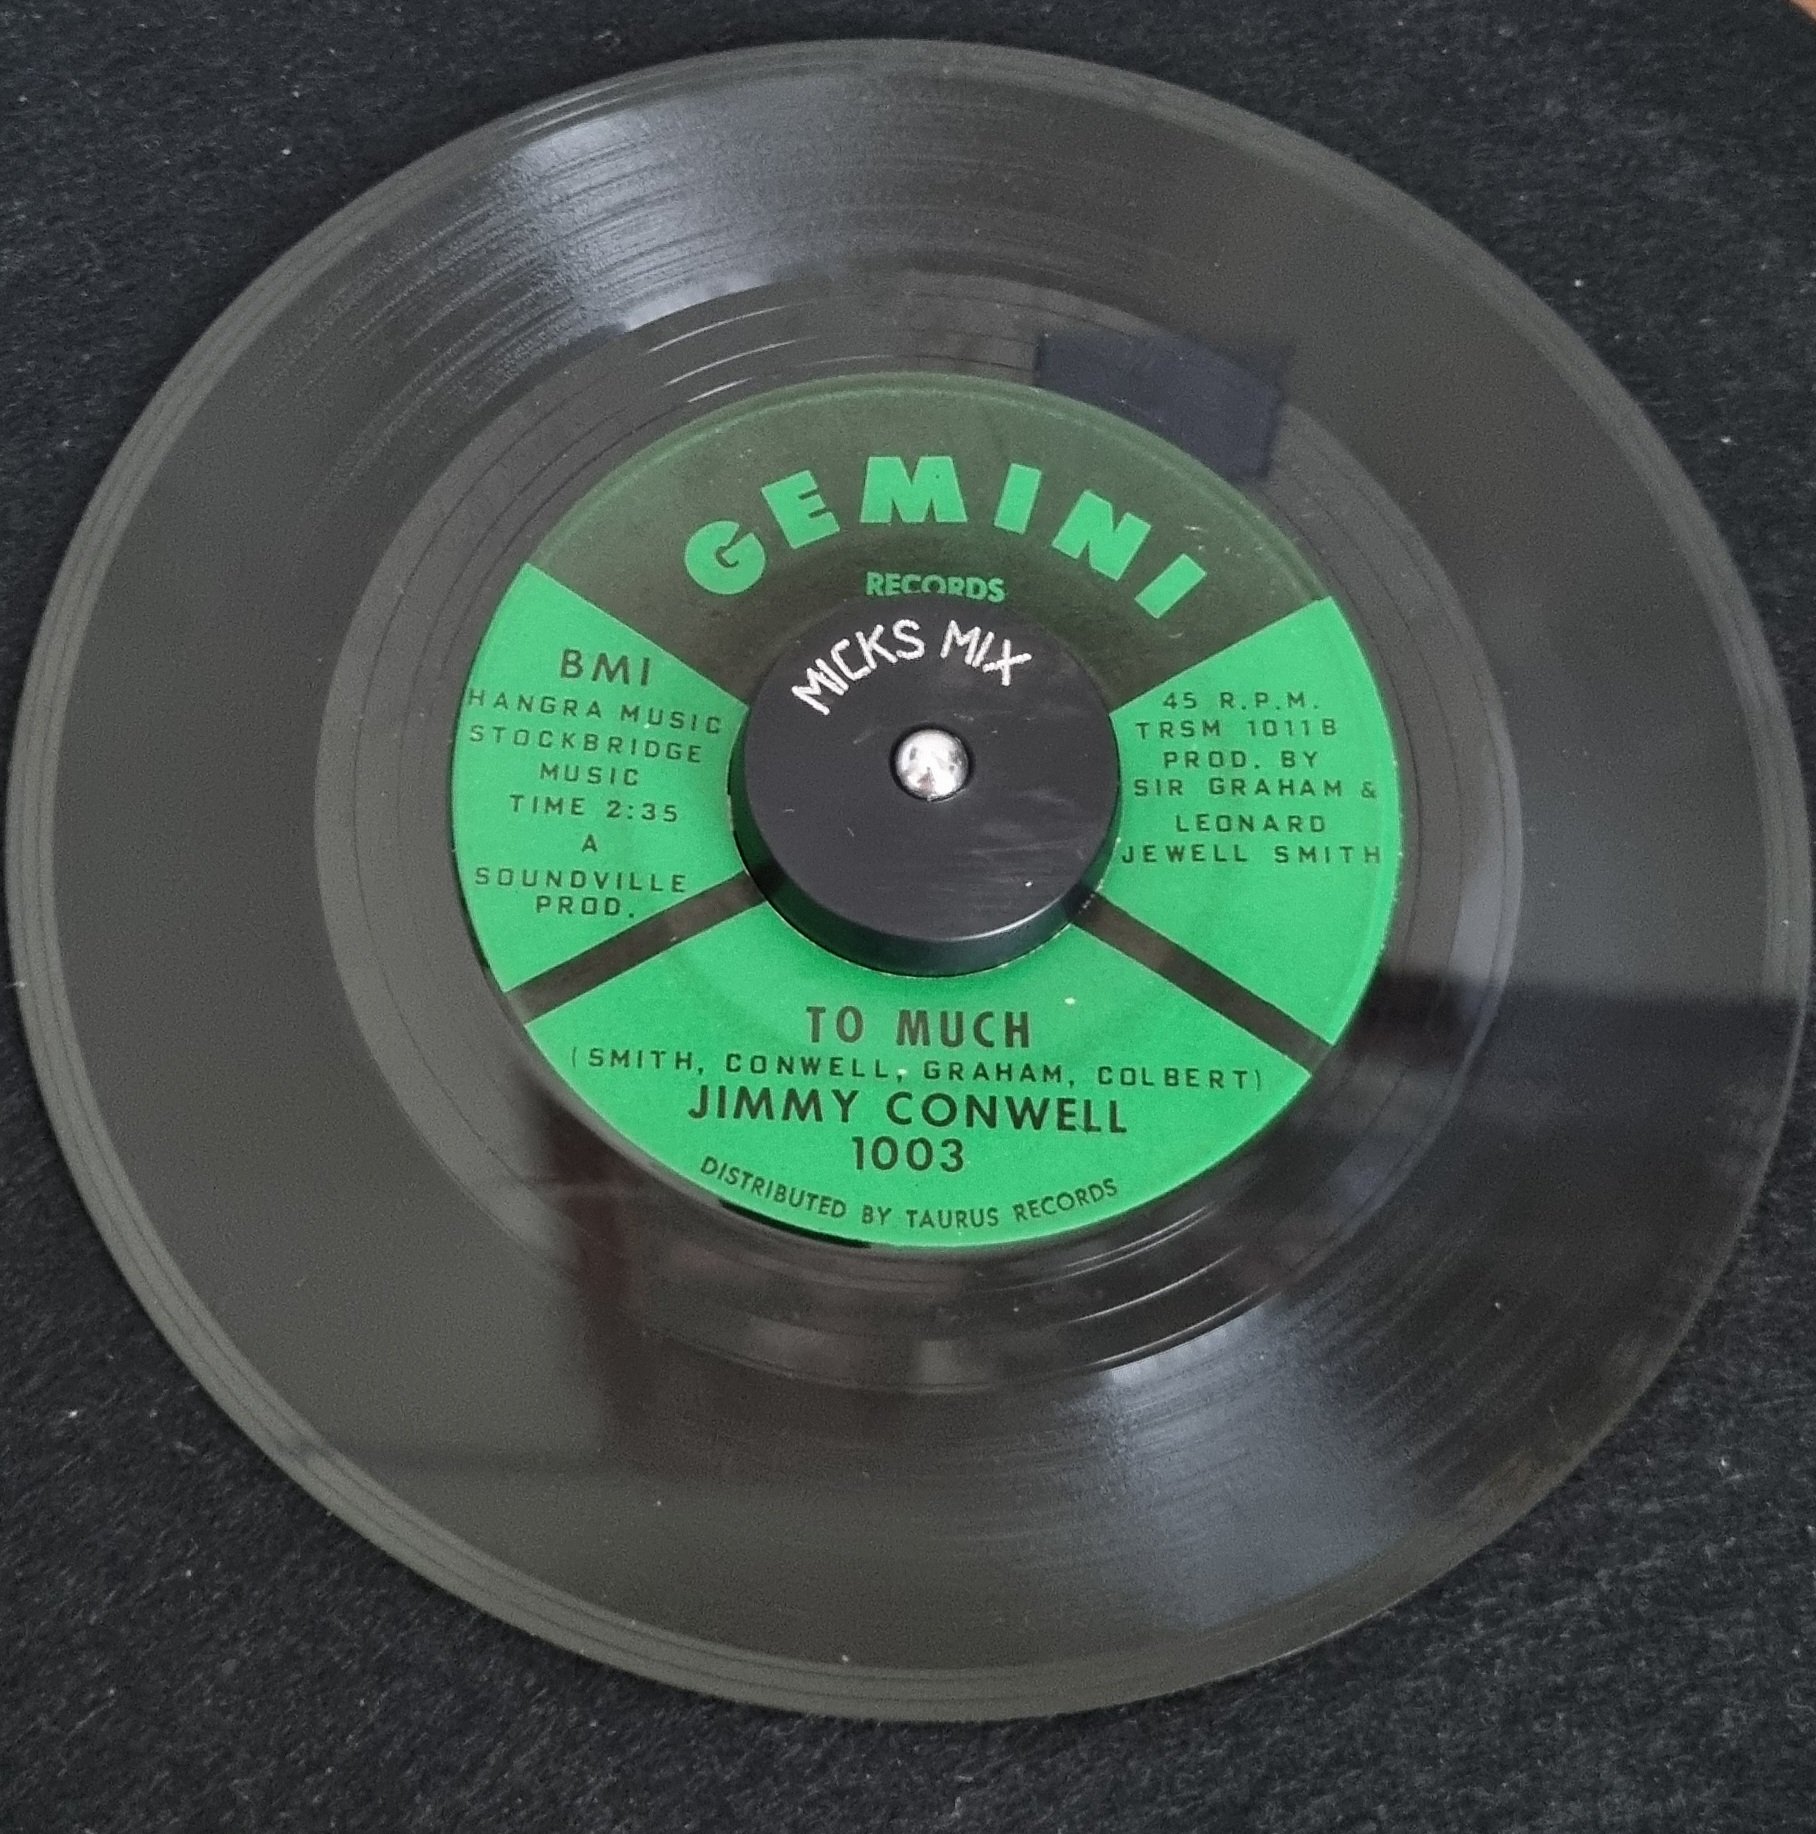 GEMINI
RECORDS
MICKS MIX
BMI
HANGRA MUSIC
STOCKBRIDGE
MUSIC
TIME 2:35
A
SOUNDVILLE
PROD.
45 R.P.M.
TRSM 1011B
PROD. BY
SIR GRAHAM &
LEONARD
JEWELL SMITH
TO MUCH
(SMITH, CONWELL, GRAHAM, COLBERT)
JIMMY CONWELL
1003
DISTRIBUTED BY TAURUS RECORDS